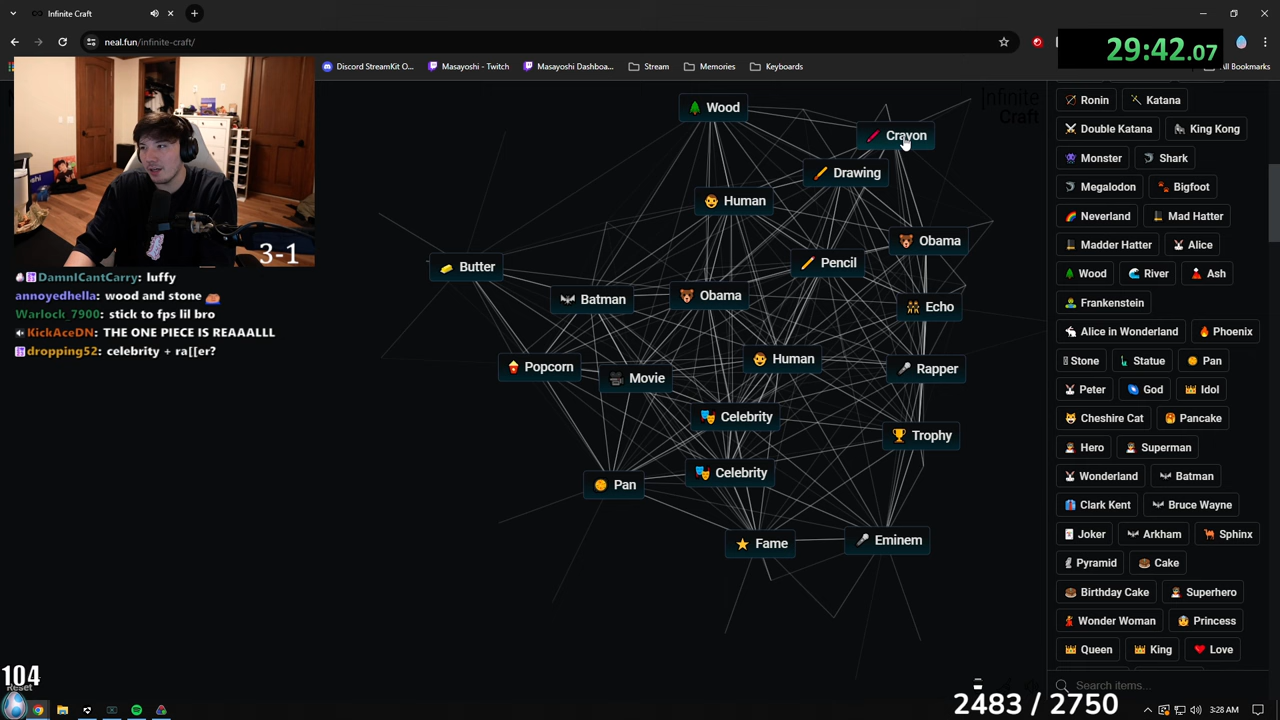 Infinite Craft
29:42.07
neal.fun/infinite-craft/
Discord StreamKit O...
Masayoshi - Twitch
Masayoshi Dashboa...
Stream
Memories
Keyboards
All Bookmarks
3-1
DamnICantCarry: luffy
annoyedhella: wood and stone
Warlock_7900: stick to fps lil bro
KickAceDN: THE ONE PIECE IS REAAALLL
dropping52: celebrity + ra[[er?
Infinite
Craft
Wood
Crayon
Drawing
Human
Obama
Pencil
Butter
Batman
Obama
Echo
Popcorn
Movie
Human
Rapper
Celebrity
Trophy
Celebrity
Pan
Fame
Eminem
Ronin
Katana
Double Katana
King Kong
Monster
Shark
Megalodon
Bigfoot
Neverland
Mad Hatter
Madder Hatter
Alice
Wood
River
Ash
Frankenstein
Alice in Wonderland
Phoenix
Stone
Statue
Pan
Peter
God
Idol
Cheshire Cat
Pancake
Hero
Superman
Wonderland
Batman
Clark Kent
Bruce Wayne
Joker
Arkham
Sphinx
Pyramid
Cake
Birthday Cake
Superhero
Wonder Woman
Princess
Queen
King
Love
Search items...
104
Reset
2483 / 2750
3:28 AM